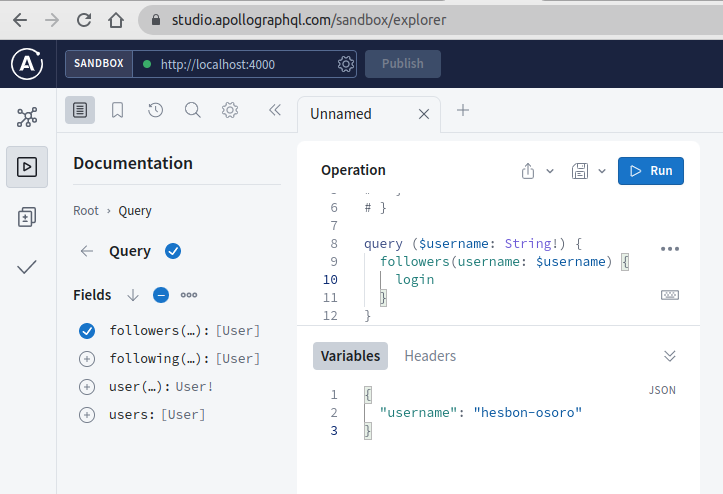 studio.apollographql.com/sandbox/explorer
SANDBOX http://localhost:4000 Publish
Unnamed
Documentation
Root › Query
Query
Fields
followers(…): [User]
following(…): [User]
user(…): User!
users: [User]
Operation
Run
6 # }
7
8 query ($username: String!) {
9 followers(username: $username) {
10 login
11 }
12 }
Variables Headers
JSON
1 {
2 "username": "hesbon-osoro"
3 }